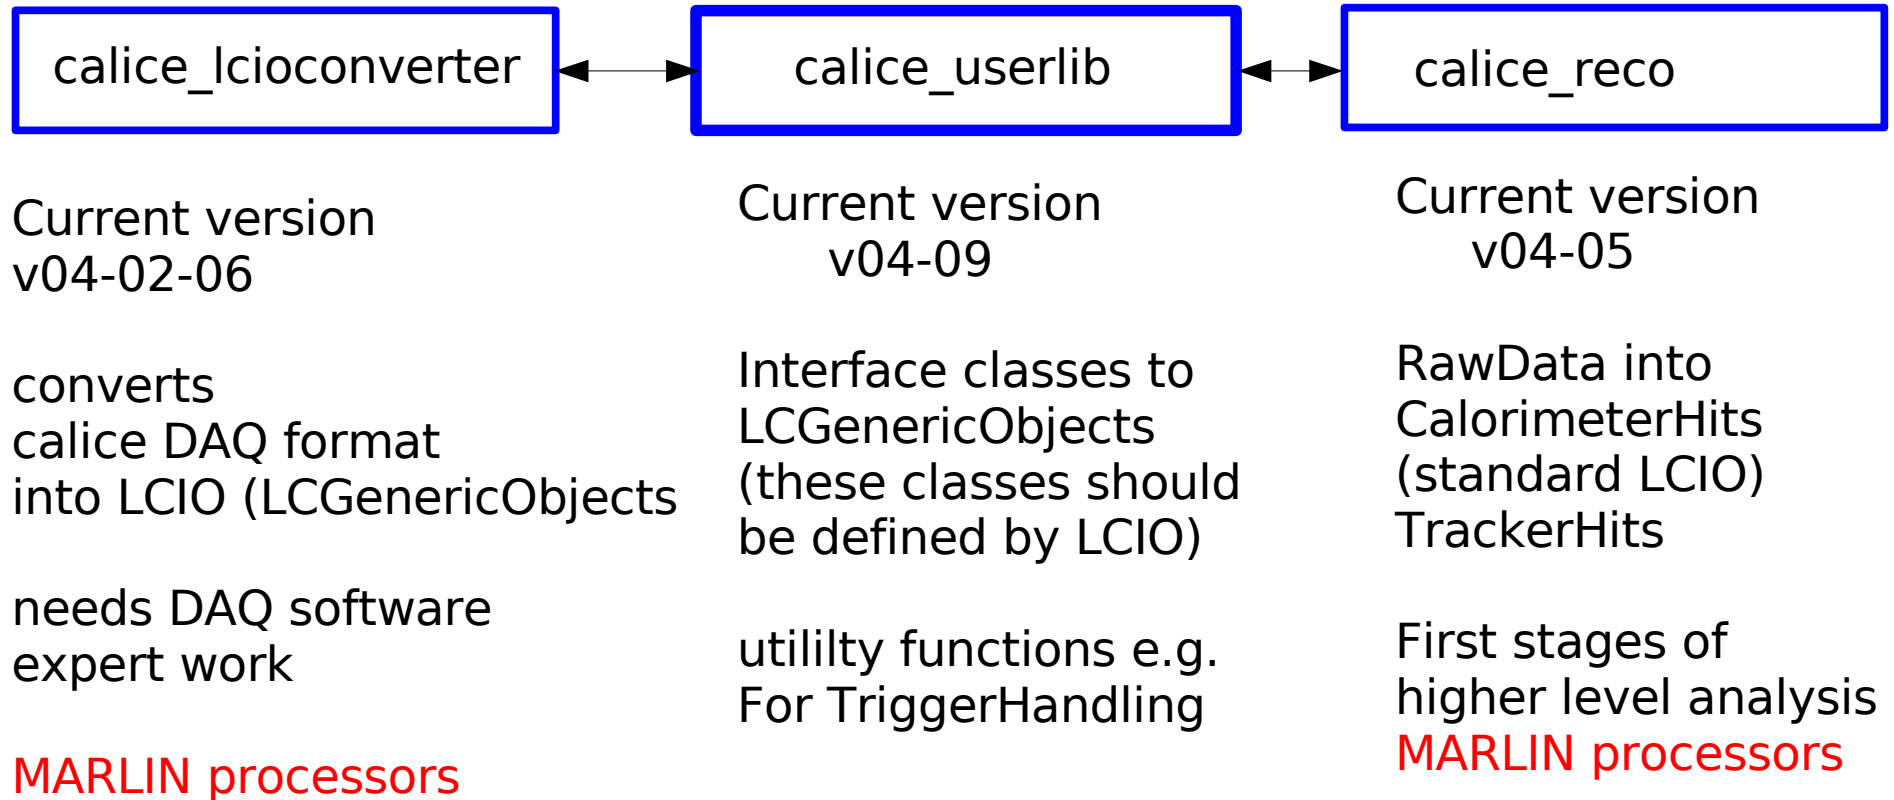 calice_lcioconverter
calice_userlib
calice_reco
Current version
v04-02-06
converts
calice DAQ format
into LCIO (LCGenericObjects
needs DAQ software
expert work
MARLIN processors
Current version
v04-09
Interface classes to
LCGenericObjects
(these classes should
be defined by LCIO)
utililty functions e.g.
For TriggerHandling
Current version
v04-05
RawData into
CalorimeterHits
(standard LCIO)
TrackerHits
First stages of
higher level analysis
MARLIN processors